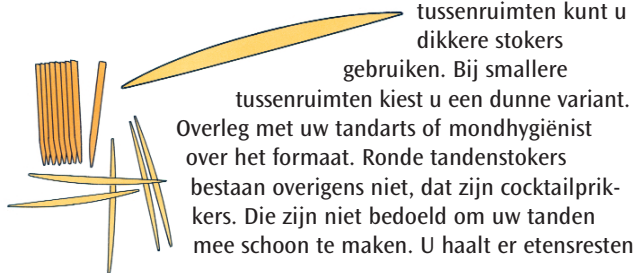 tussenruimten kunt u
dikkere stokers
gebruiken. Bij smallere
tussenruimten kiest u een dunne variant.
Overleg met uw tandarts of mondhygiënist
over het formaat. Ronde tandenstokers
bestaan overigens niet, dat zijn cocktailprik-
kers. Die zijn niet bedoeld om uw tanden
mee schoon te maken. U haalt er etensresten